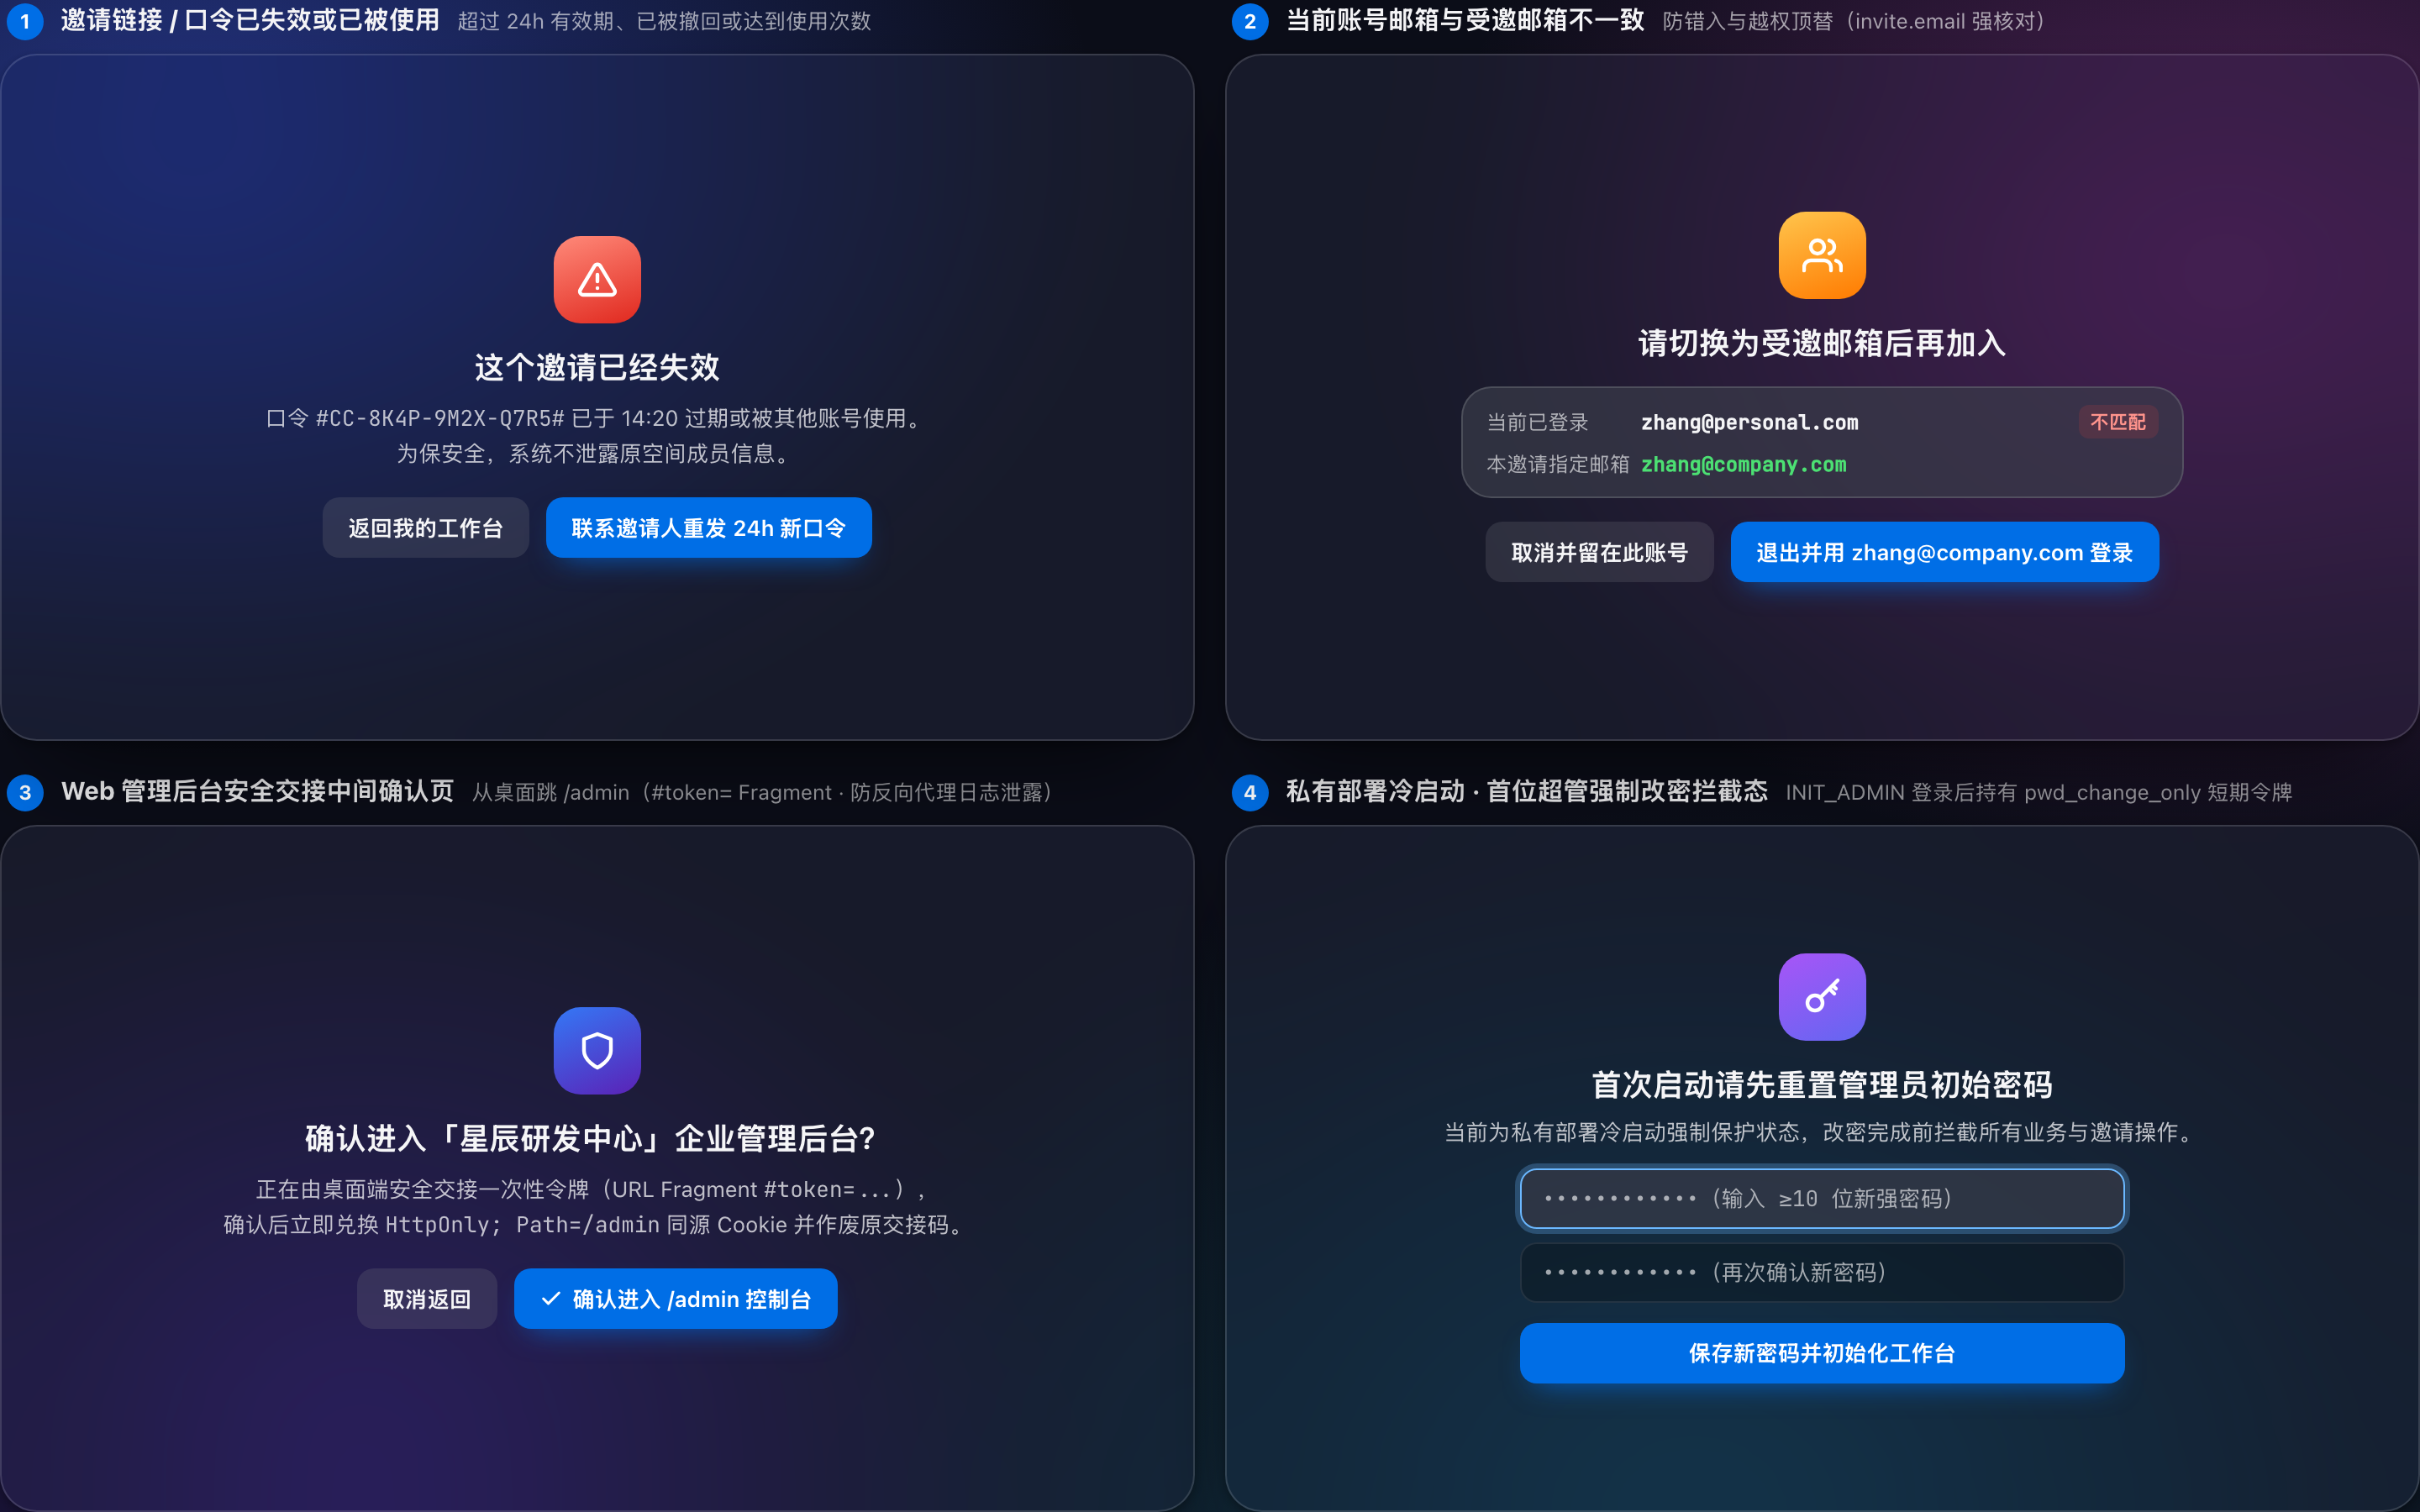 1 邀请链接 / 口令已失效或已被使用 超过 24h 有效期、已被撤回或达到使用次数
这个邀请已经失效
口令 #CC-8K4P-9M2X-Q7R5# 已于 14:20 过期或被其他账号使用。
为保安全，系统不泄露原空间成员信息。
返回我的工作台 联系邀请人重发 24h 新口令
2 当前账号邮箱与受邀邮箱不一致 防错入与越权顶替（invite.email 强核对）
请切换为受邀邮箱后再加入
当前已登录 zhang@personal.com 不匹配
本邀请指定邮箱 zhang@company.com
取消并留在此账号 退出并用 zhang@company.com 登录
3 Web 管理后台安全交接中间确认页 从桌面跳 /admin（#token= Fragment · 防反向代理日志泄露）
确认进入「星辰研发中心」企业管理后台?
正在由桌面端安全交接一次性令牌（URL Fragment #token=...），
确认后立即兑换 HttpOnly; Path=/admin 同源 Cookie 并作废原交接码。
取消返回 确认进入 /admin 控制台
4 私有部署冷启动 · 首位超管强制改密拦截态 INIT_ADMIN 登录后持有 pwd_change_only 短期令牌
首次启动请先重置管理员初始密码
当前为私有部署冷启动强制保护状态，改密完成前拦截所有业务与邀请操作。
••••••••••••（输入 ≥10 位新强密码）
••••••••••••（再次确认新密码）
保存新密码并初始化工作台